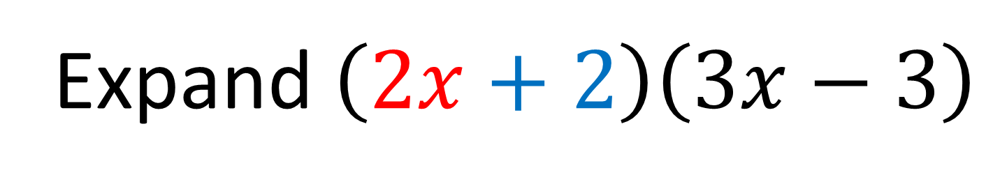 Expand (2x + 2)(3x − 3)